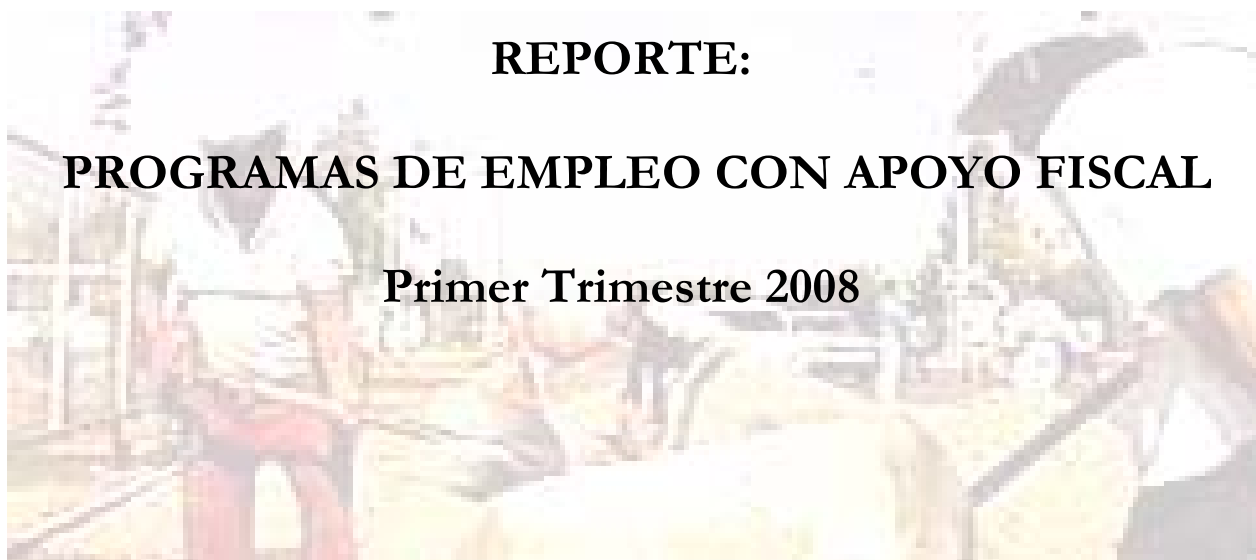 REPORTE:
PROGRAMAS DE EMPLEO CON APOYO FISCAL
Primer Trimestre 2008